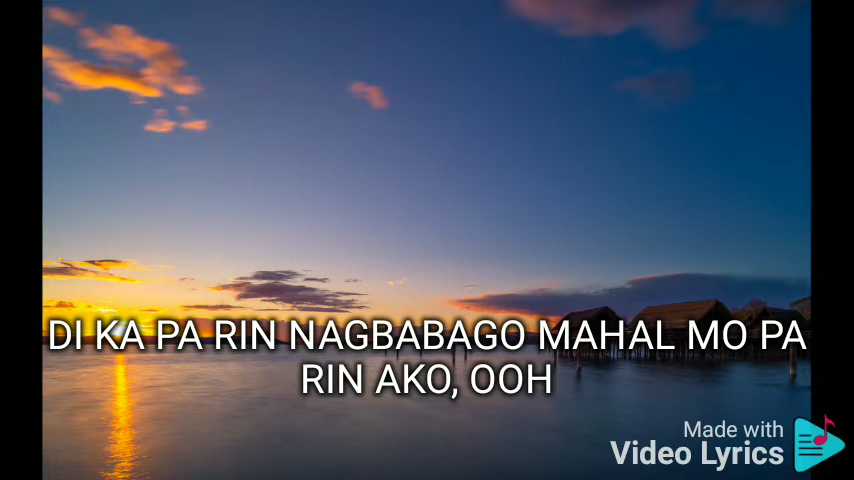 DI KA PA RIN NAGBABAGO MAHAL MO PA
RIN AKO, OOH
Made with
Video Lyrics